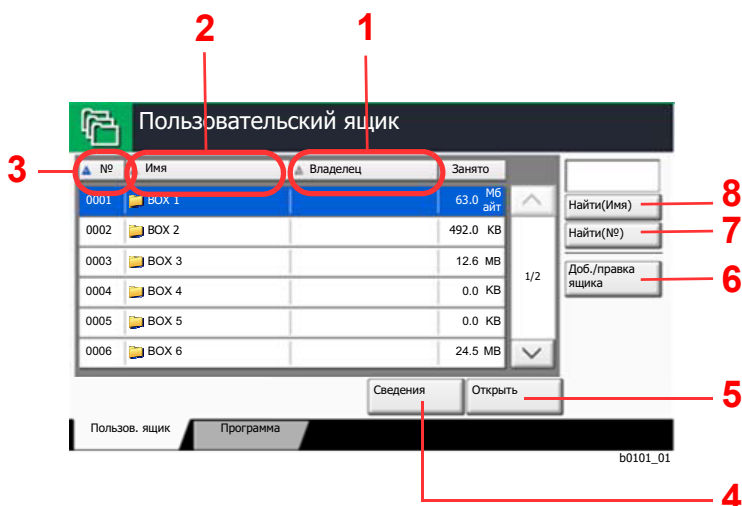 2
1
Пользовательский ящик
3
№ Имя Владелец Занято
0001 BOX 1 63.0 Мб
айт
0002 BOX 2 492.0 KB
0003 BOX 3 12.6 MB
0004 BOX 4 0.0 KB
0005 BOX 5 0.0 KB
0006 BOX 6 24.5 MB
1/2
Найти(Имя)
8
Найти(№)
7
Доб./правка
ящика
6
Сведения
Открыть
5
Пользов. ящик
Программа
b0101_01
4